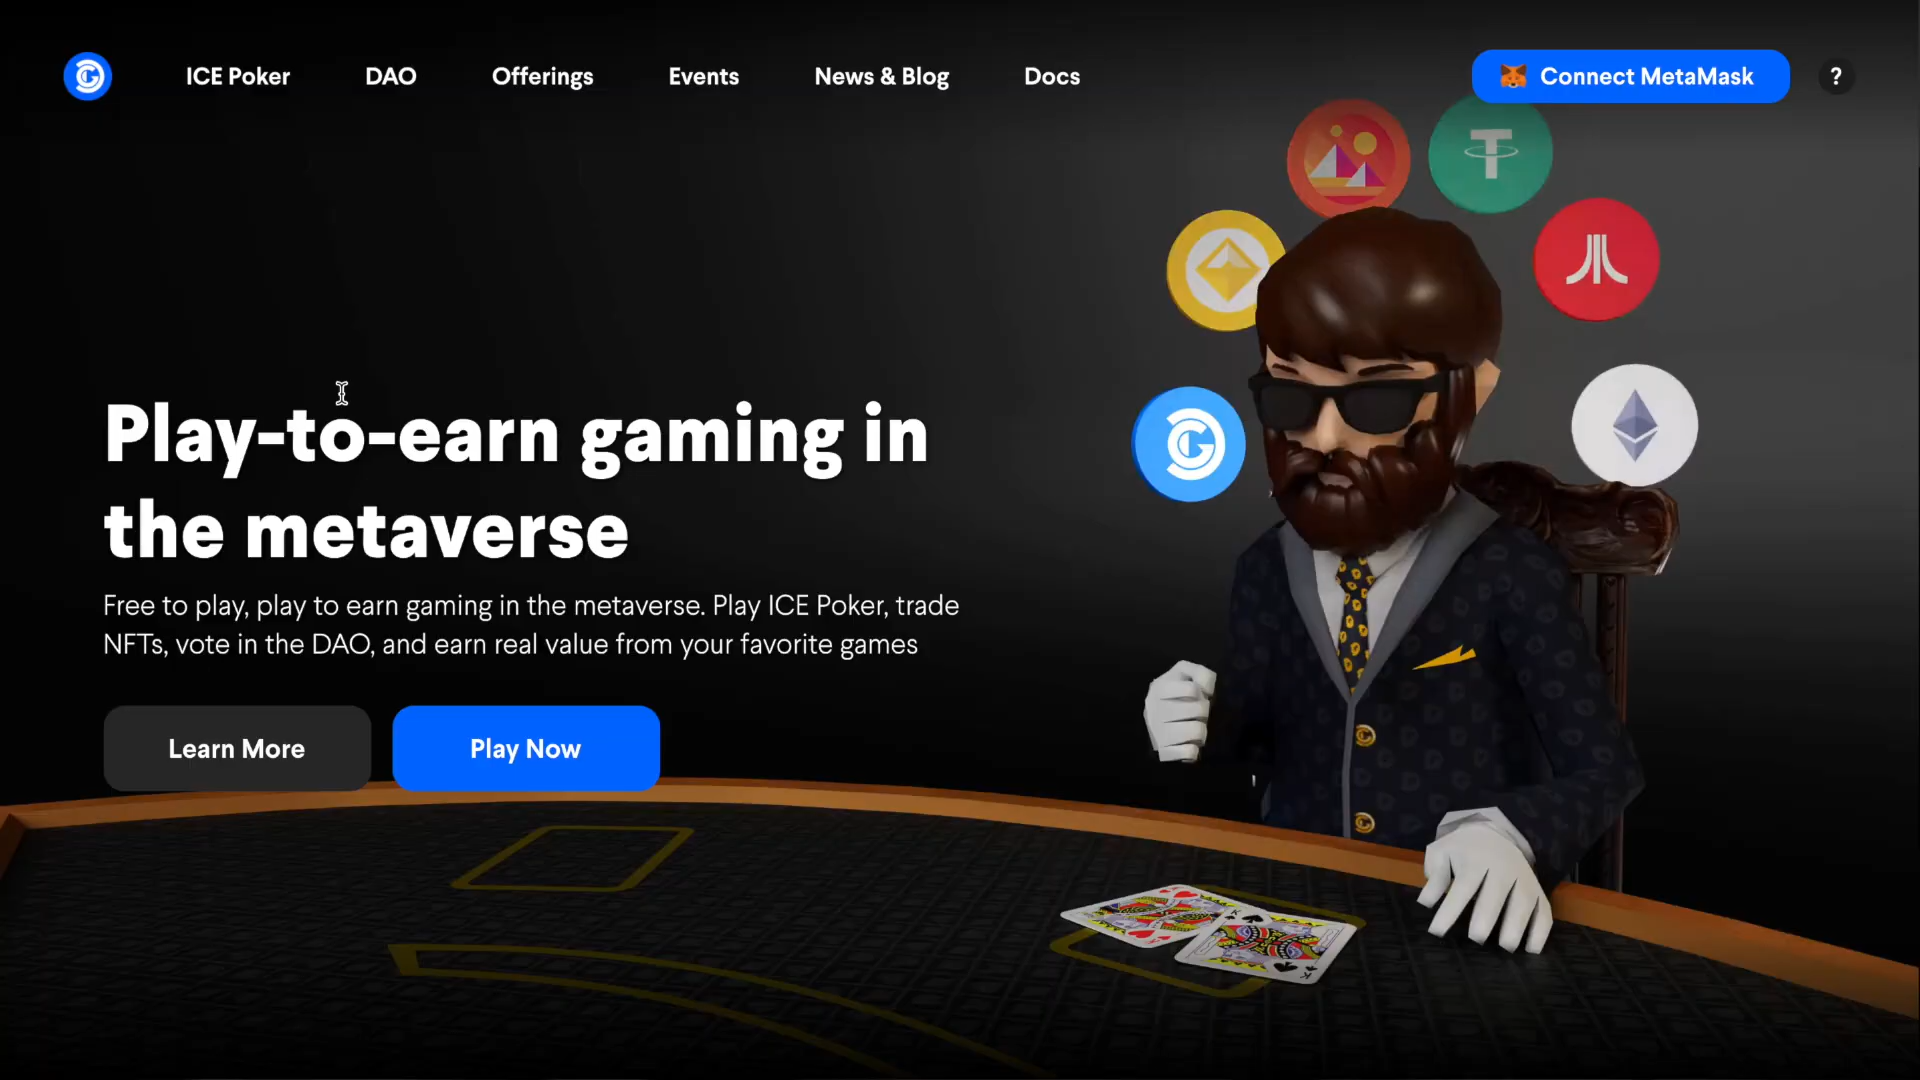 ICE Poker DAO Offerings Events News & Blog Docs Connect MetaMask ?
Play-to-earn gaming in
the metaverse
Free to play, play to earn gaming in the metaverse. Play ICE Poker, trade
NFTs, vote in the DAO, and earn real value from your favorite games
Learn More Play Now
K
K